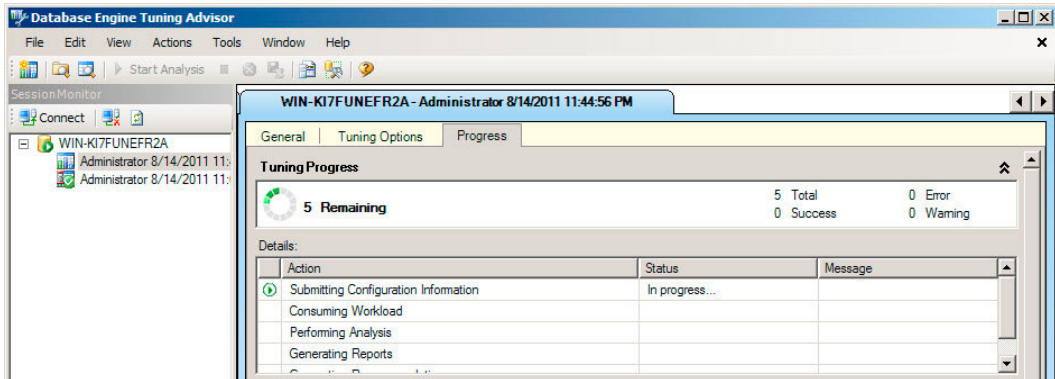 Database Engine Tuning Advisor
File Edit View Actions Tools Window Help
Start Analysis
Session Monitor
WIN-KI7FUNEFR2A - Administrator 8/14/2011 11:44:56 PM
Connect
General Tuning Options Progress
WIN-KI7FUNEFR2A
Administrator 8/14/2011 11:
Administrator 8/14/2011 11:
Tuning Progress
5 Remaining
5 Total 0 Error
0 Success 0 Warning
Details:
Action Status Message
Submitting Configuration Information In progress...
Consuming Workload
Performing Analysis
Generating Reports